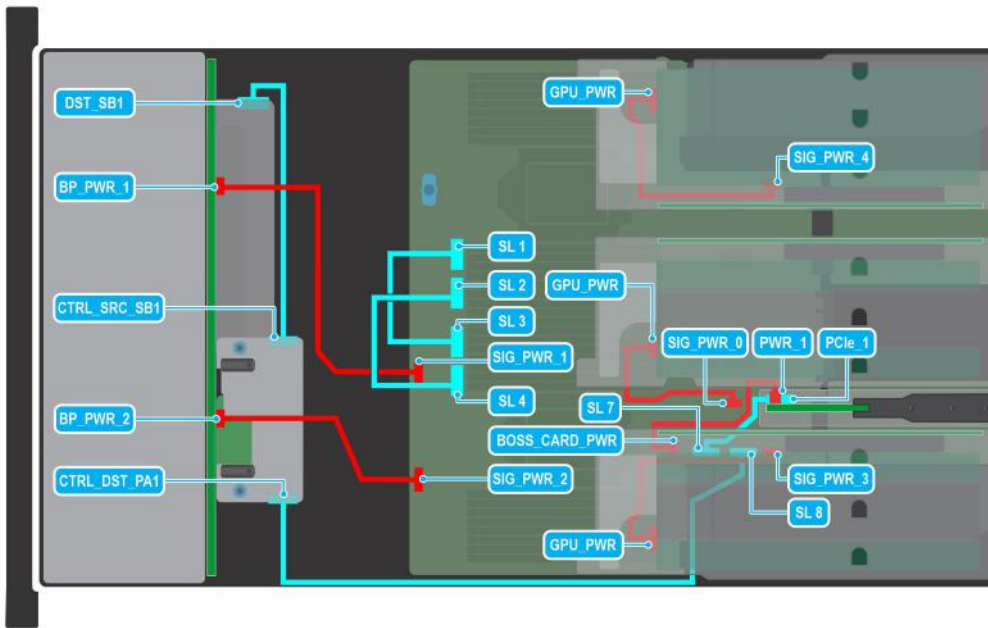 DST_SB1
BP_PWR_1
CTRL_SRC_SB1
BP_PWR_2
CTRL_DST_PA1
SL 1
SL 2
SL 3
SIG_PWR_1
SL 4
SIG_PWR_2
GPU_PWR
SIG_PWR_4
GPU_PWR
SIG_PWR_0
PWR_1
PCIe_1
SL 7
BOSS_CARD_PWR
SIG_PWR_3
SL 8
GPU_PWR